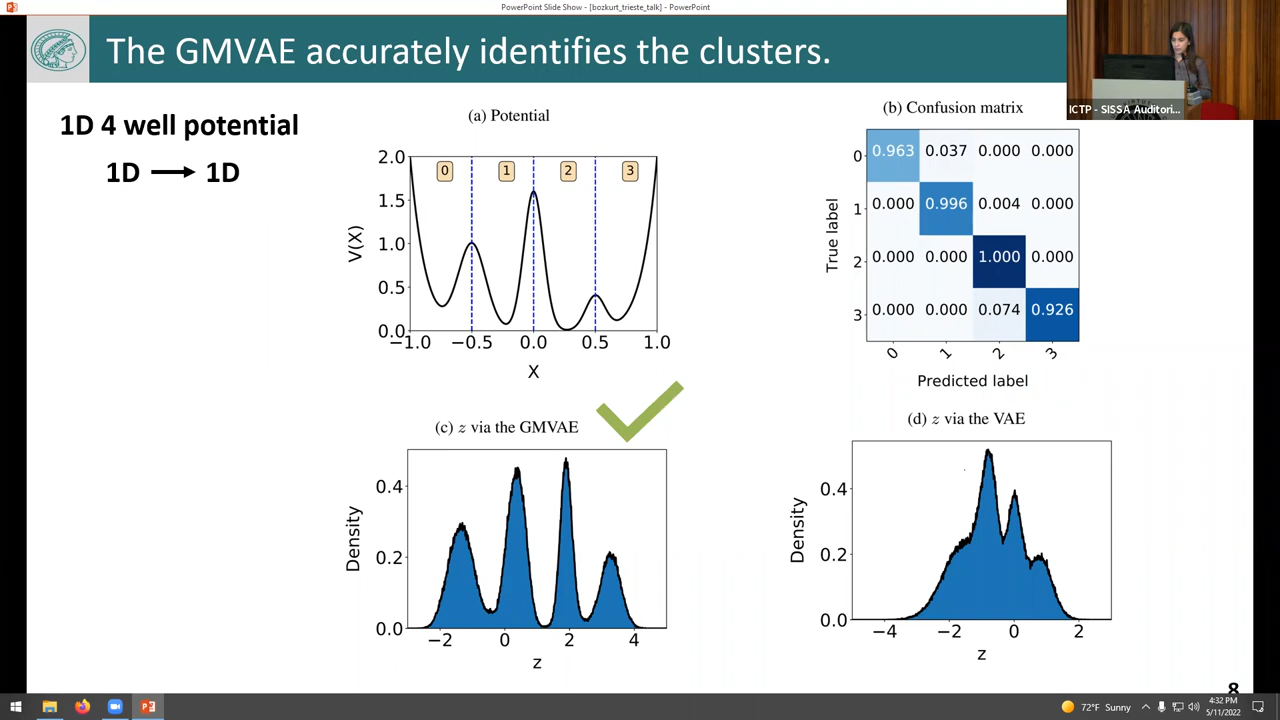 PowerPoint Slide Show - [bozkurt_trieste_talk] - PowerPoint
The GMVAE accurately identifies the clusters.
ICTP - SISSA Auditori...
1D 4 well potential
1D → 1D
(a) Potential
0 1 2 3
2.0
1.5
1.0
0.5
0.0
V(X)
−1.0 −0.5 0.0 0.5 1.0
X
(b) Confusion matrix
True label
0 0.963 0.037 0.000 0.000
1 0.000 0.996 0.004 0.000
2 0.000 0.000 1.000 0.000
3 0.000 0.000 0.074 0.926
0 1 2 3
Predicted label
(c) z via the GMVAE
Density
0.4
0.2
0.0
−2 0 2 4
z
(d) z via the VAE
Density
0.4
0.2
0.0
−4 −2 0 2
z
8
72°F Sunny
4:32 PM
5/11/2022